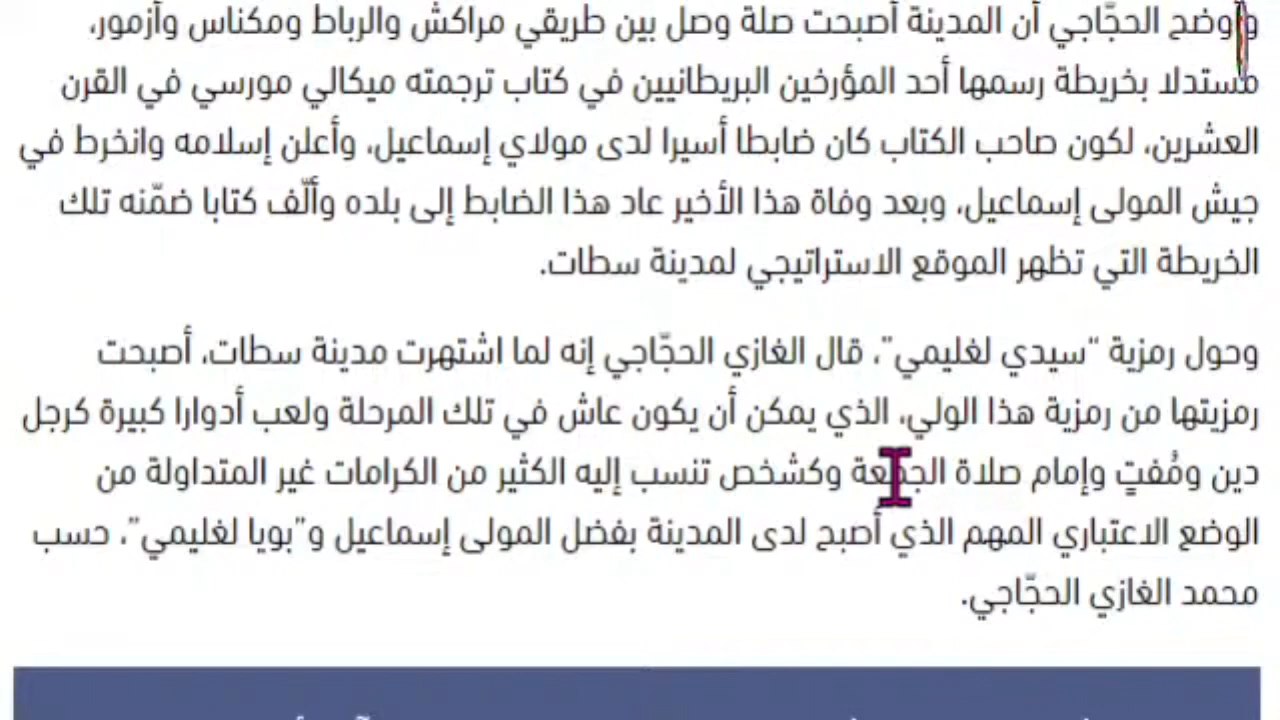 وأوضح الحجّاجي أن المدينة أصبحت صلة وصل بين طريقي مراكش والرباط ومكناس وأزمور،
مستدلا بخريطة رسمها أحد المؤرخين البريطانيين في كتاب ترجمته ميكالي مورسي في القرن
العشرين، لكون صاحب الكتاب كان ضابطا أسيرا لدى مولاي إسماعيل، وأعلن إسلامه وانخرط في
جيش المولى إسماعيل، وبعد وفاة هذا الأخير عاد هذا الضابط إلى بلده وألّف كتابا ضمّنه تلك
الخريطة التي تظهر الموقع الاستراتيجي لمدينة سطات.
وحول رمزية "سيدي لغليمي"، قال الغازي الحجّاجي إنه لما اشتهرت مدينة سطات، أصبحت
رمزيتها من رمزية هذا الولي، الذي يمكن أن يكون عاش في تلك المرحلة ولعب أدوارا كبيرة كرجل
دين ومُفتٍ وإمام صلاة الجمعة وكشخص تنسب إليه الكثير من الكرامات غير المتداولة من
الوضع الاعتباري المهم الذي أصبح لدى المدينة بفضل المولى إسماعيل و"بويا لغليمي"، حسب
محمد الغازي الحجّاجي.